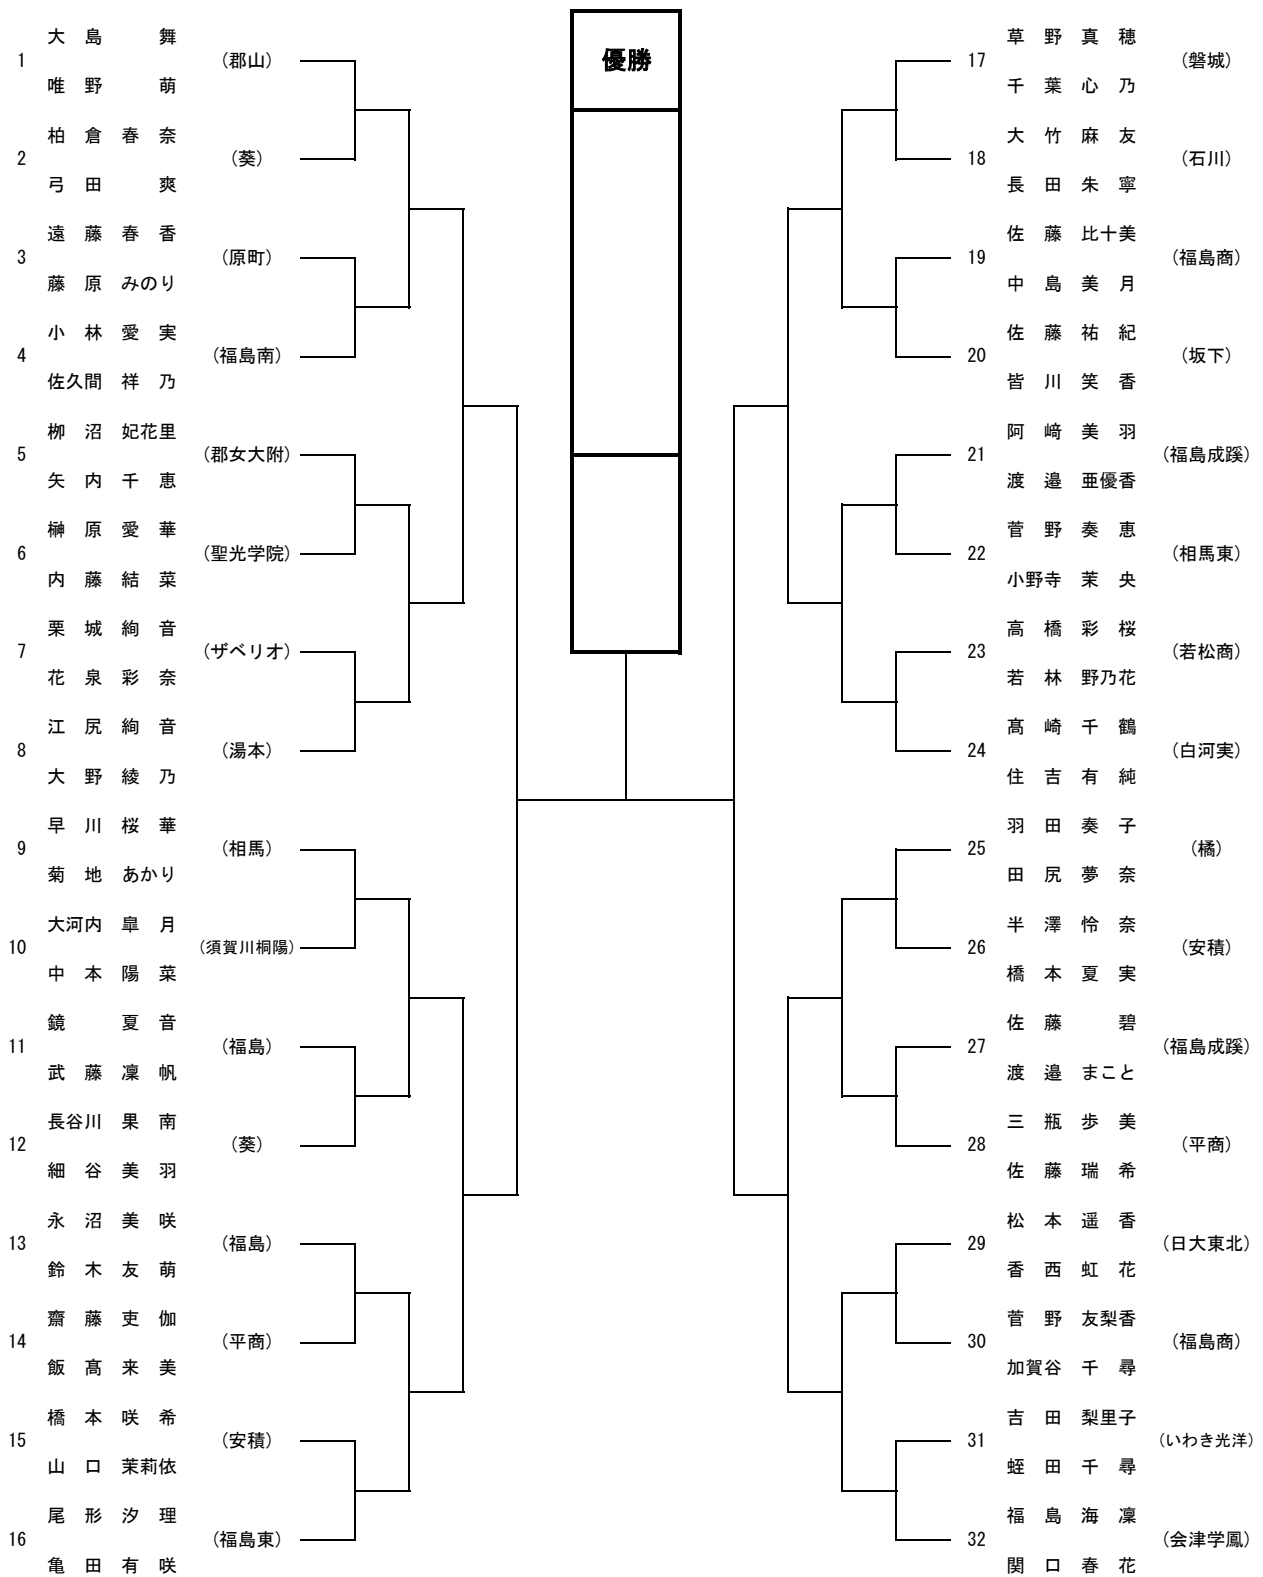 優勝
大 島 舞
1 (郡山)
唯 野 萌
柏 倉 春 奈
2 (葵)
弓 田 爽
遠 藤 春 香
3 (原町)
藤 原 みのり
小 林 愛 実
4 (福島南)
佐久間 祥 乃
栁 沼 妃花里
5 (郡女大附)
矢 内 千 恵
榊 原 愛 華
6 (聖光学院)
内 藤 結 菜
栗 城 絢 音
7 (ザベリオ)
花 泉 彩 奈
江 尻 絢 音
8 (湯本)
大 野 綾 乃
早 川 桜 華
9 (相馬)
菊 地 あかり
大河内 皐 月
10 (須賀川桐陽)
中 本 陽 菜
鏡 夏 音
11 (福島)
武 藤 凜 帆
長谷川 果 南
12 (葵)
細 谷 美 羽
永 沼 美 咲
13 (福島)
鈴 木 友 萌
齋 藤 吏 伽
14 (平商)
飯 髙 来 美
橋 本 咲 希
15 (安積)
山 口 茉莉依
尾 形 汐 理
16 (福島東)
亀 田 有 咲
草 野 真 穂
17 (磐城)
千 葉 心 乃
大 竹 麻 友
18 (石川)
長 田 朱 寧
佐 藤 比十美
19 (福島商)
中 島 美 月
佐 藤 祐 紀
20 (坂下)
皆 川 笑 香
阿 﨑 美 羽
21 (福島成蹊)
渡 邉 亜優香
菅 野 奏 恵
22 (相馬東)
小野寺 茉 央
高 橋 彩 桜
23 (若松商)
若 林 野乃花
髙 崎 千 鶴
24 (白河実)
住 吉 有 純
羽 田 奏 子
25 (橘)
田 尻 夢 奈
半 澤 怜 奈
26 (安積)
橋 本 夏 実
佐 藤 碧
27 (福島成蹊)
渡 邉 まこと
三 瓶 歩 美
28 (平商)
佐 藤 瑞 希
松 本 遥 香
29 (日大東北)
香 西 虹 花
菅 野 友梨香
30 (福島商)
加賀谷 千 尋
吉 田 梨里子
31 (いわき光洋)
蛭 田 千 尋
福 島 海 凜
32 (会津学鳳)
関 口 春 花